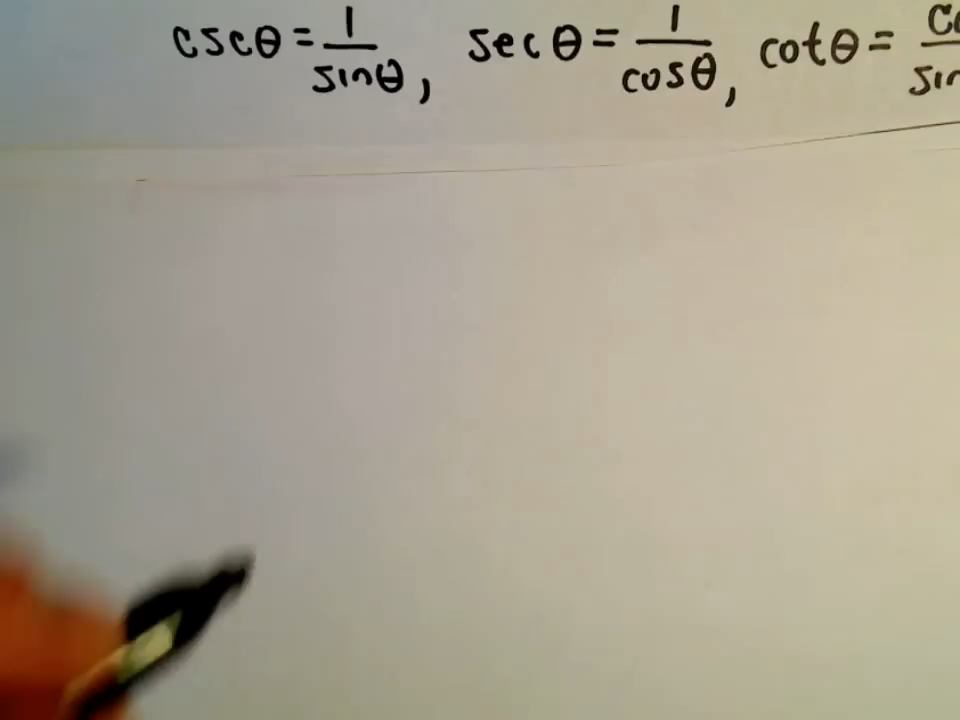 cscθ = 1/sinθ, secθ = 1/cosθ, cotθ =